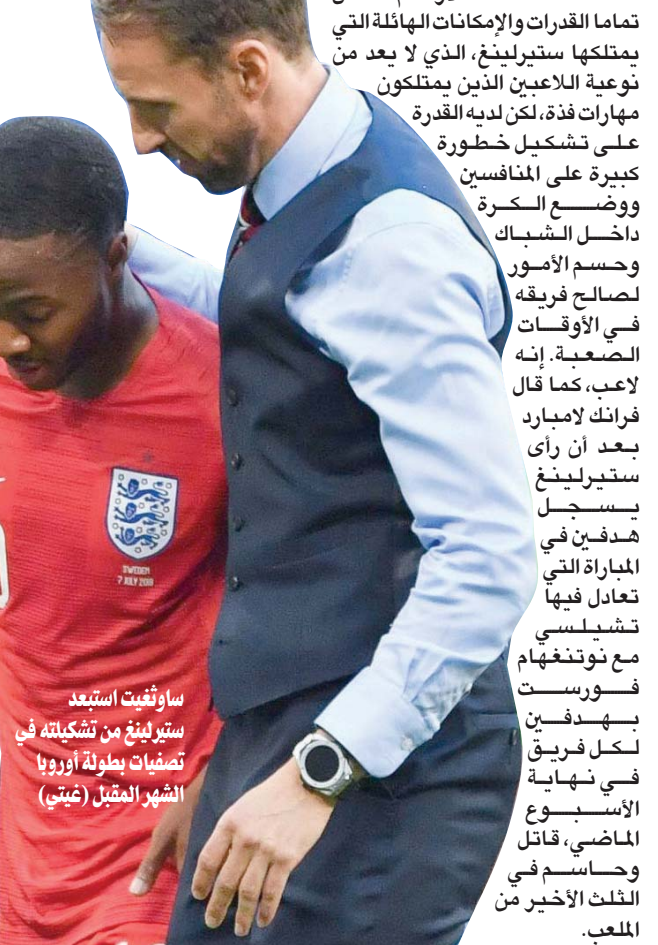 تماما القدرات والإمكانات الهائلة التي
يمتلكها ستيرلينغ، الذي لا يعد من
نوعية اللاعبين الذين يمتلكون
مهارات فذة، لكن لديه القدرة
على تشكيل خطورة
كبيرة على المنافسين
ووضع الكرة
داخل الشباك
وحسم الأمور
لصالح فريقه
في الأوقات
الصعبة. إنه
لاعب، كما قال
فرانك لامبارد
بعد أن رأى
ستيرلينغ
يسجل
هدفين في
المباراة التي
تعادل فيها
تشيلسي
مع نوتنغهام
فورست
بهدفين
لكل فريق
في نهاية
الأسبوع
الماضي، قاتل
وحاسم في
الثلث الأخير من
الملعب.
SWEDEN
7 JULY 2018
ساوثغيت استبعد
ستيرلينغ من تشكيلته في
تصفيات بطولة أوروبا
الشهر المقبل (غيتي)